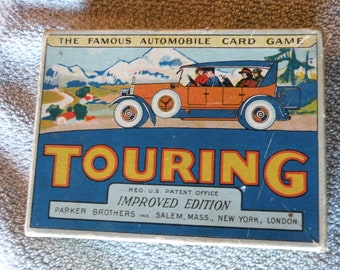 THE FAMOUS AUTOMOBILE CARD GAME
TOURING
REG. U.S. PATENT OFFICE
IMPROVED EDITION
PARKER BROTHERS INC. SALEM, MASS., NEW YORK, LONDON.